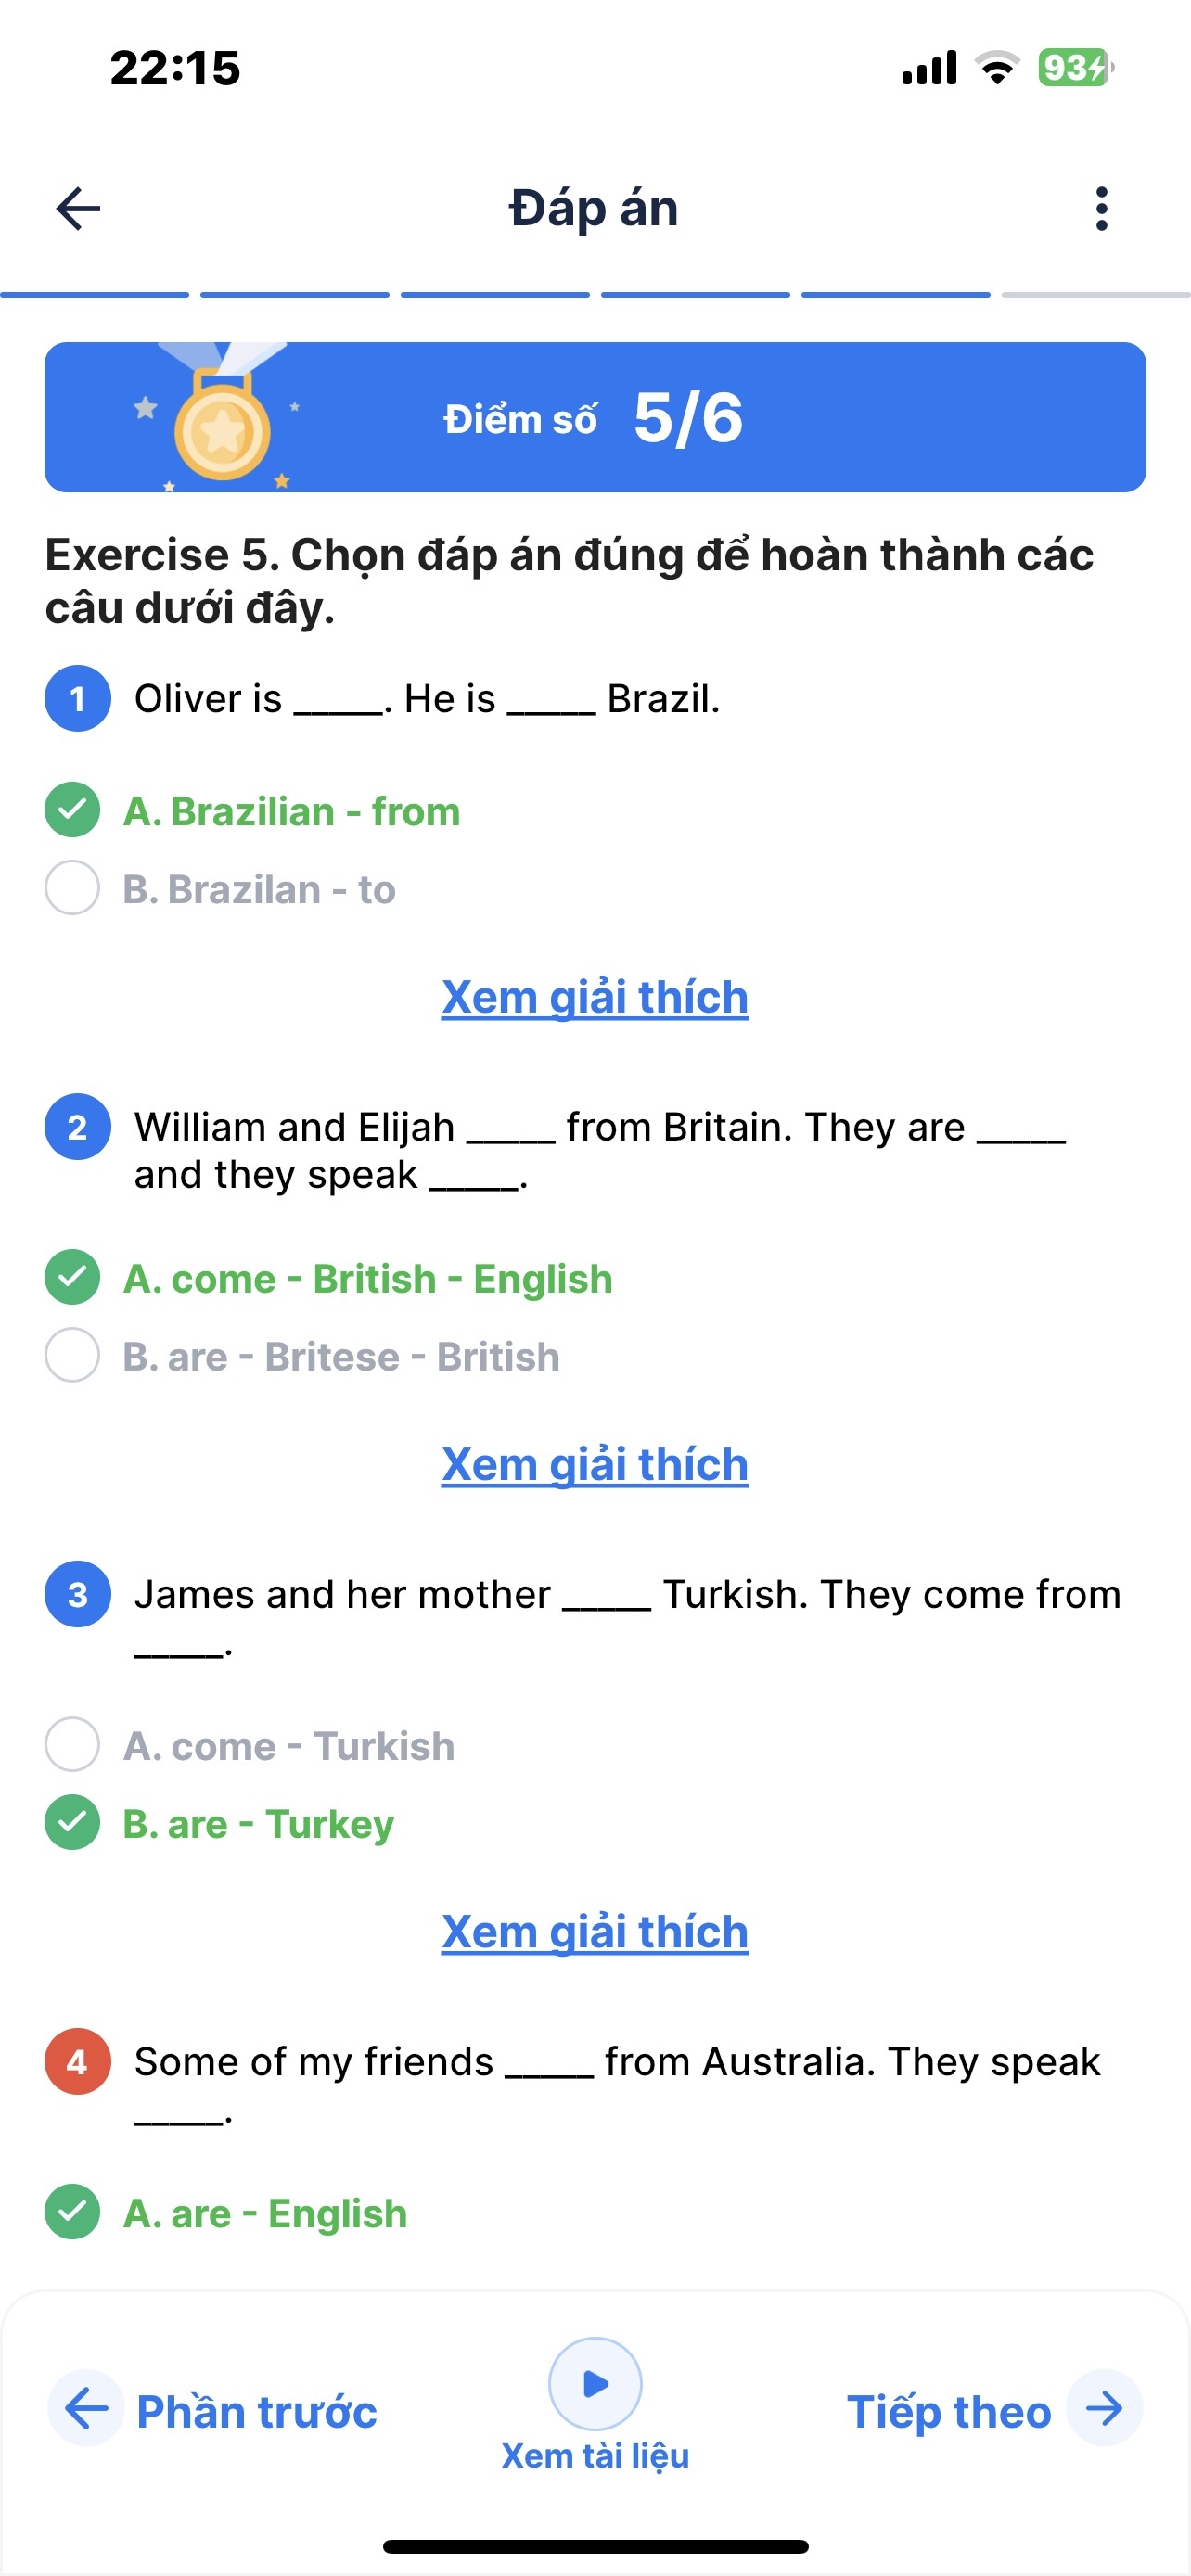 22:15
93
Đáp án
Điểm số 5/6
Exercise 5. Chọn đáp án đúng để hoàn thành các
câu dưới đây.
1 Oliver is _____. He is _____ Brazil.
A. Brazilian - from
B. Brazilan - to
Xem giải thích
2 William and Elijah _____ from Britain. They are _____
and they speak _____.
A. come - British - English
B. are - Britese - British
Xem giải thích
3 James and her mother _____ Turkish. They come from
_____.
A. come - Turkish
B. are - Turkey
Xem giải thích
4 Some of my friends _____ from Australia. They speak
_____.
A. are - English
Phần trước
Xem tài liệu
Tiếp theo